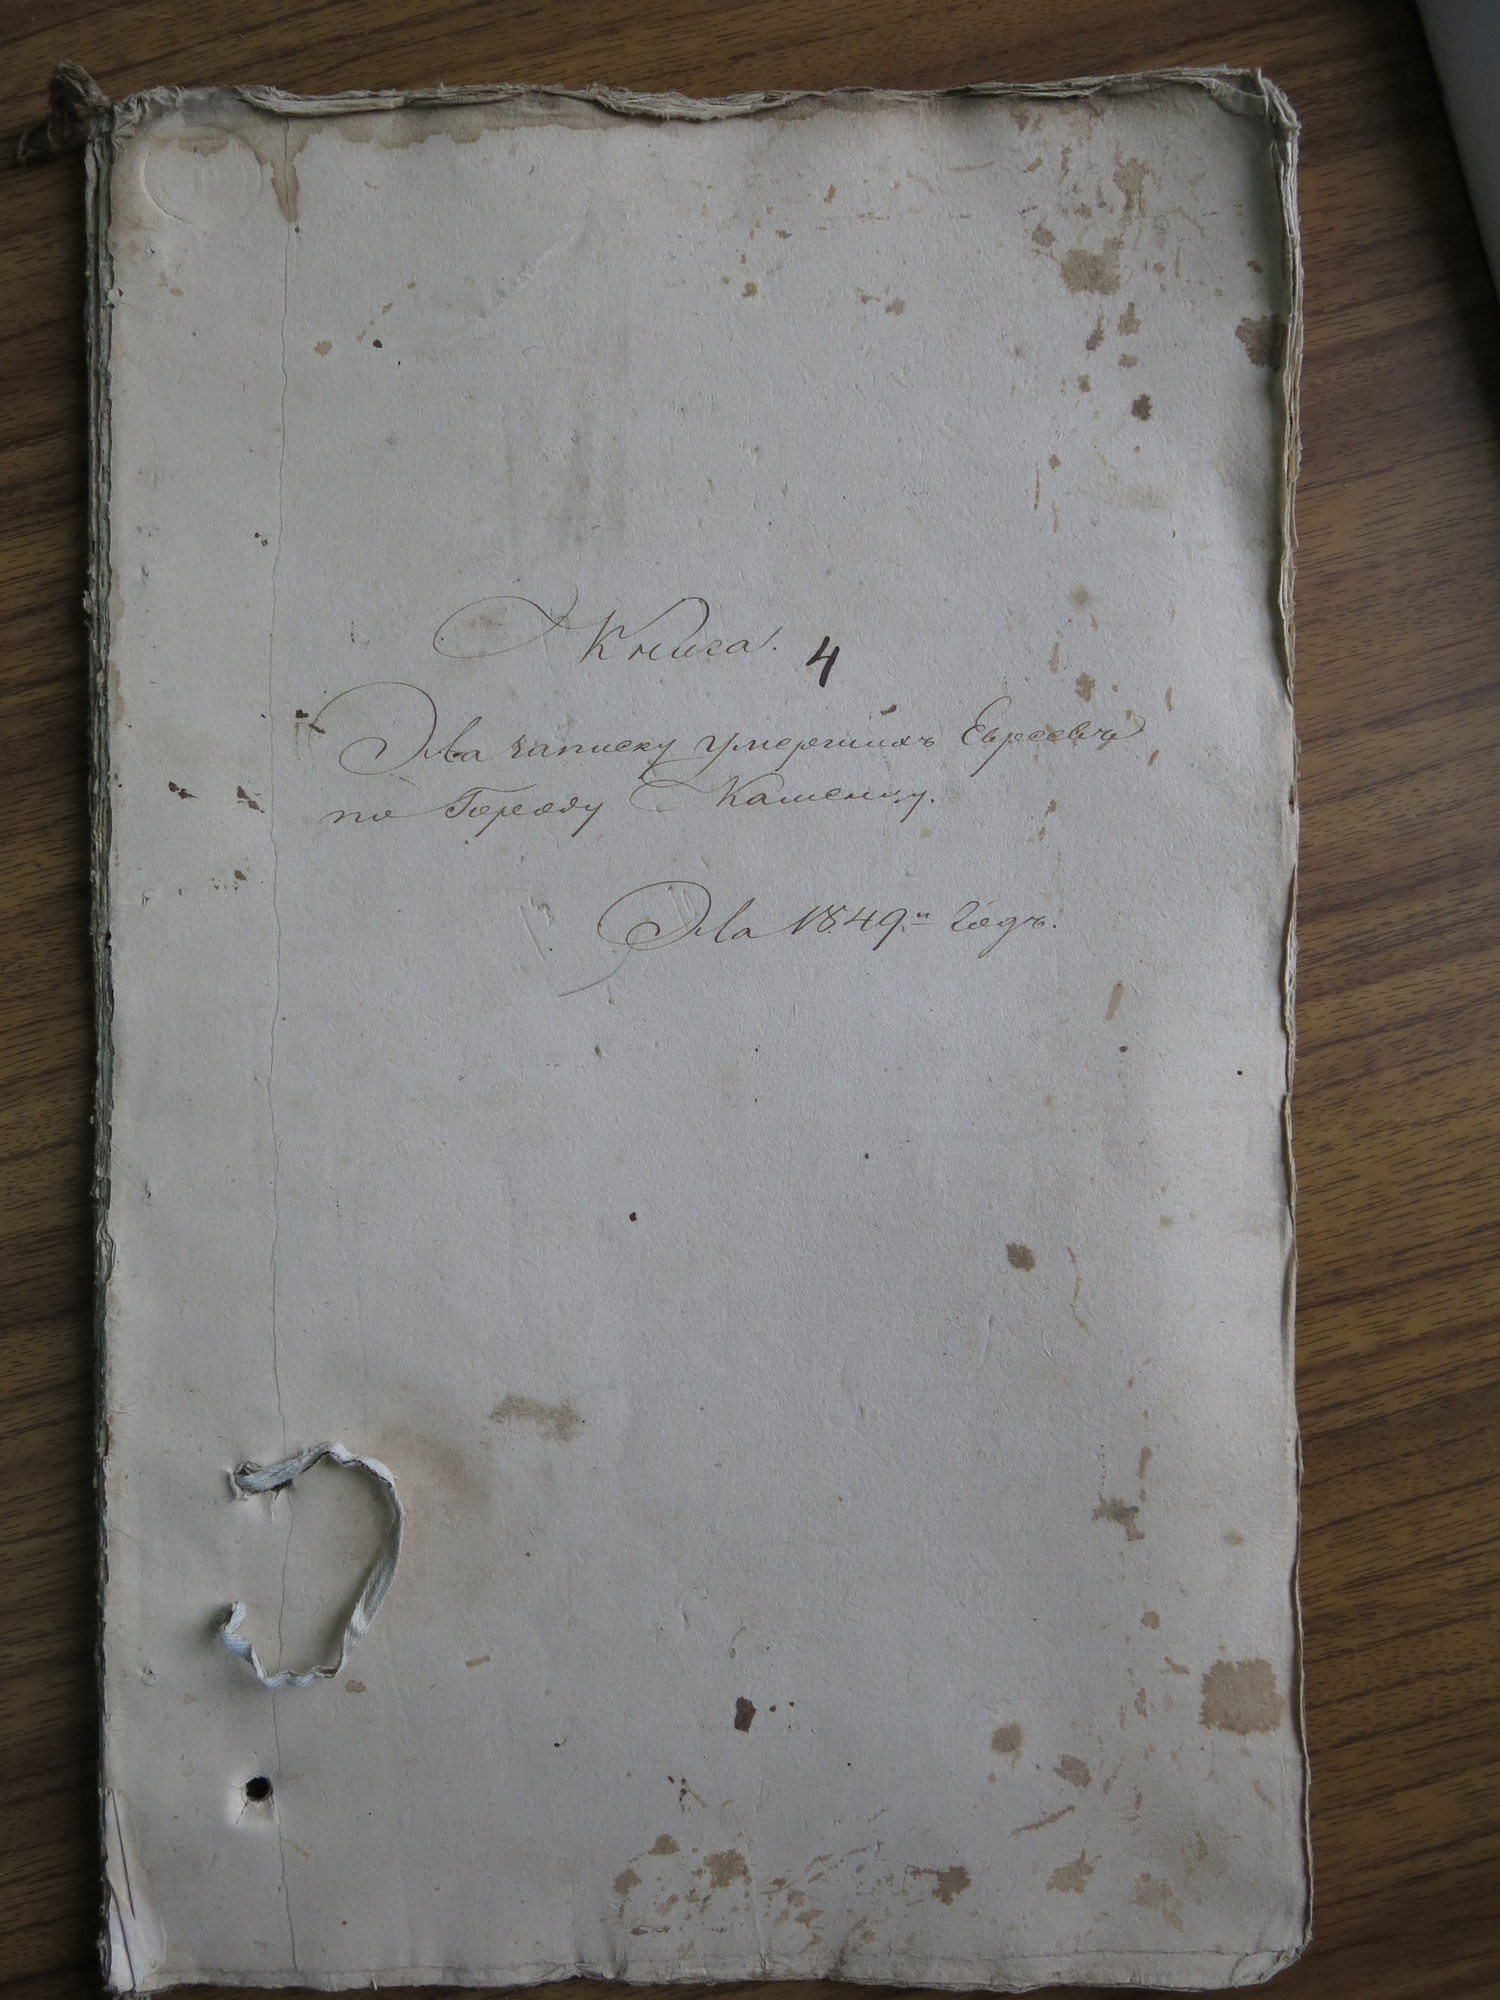 Книга. 4
На записку умершихъ Евреевъ
по Городу Каменцу.
На 1849й годъ.